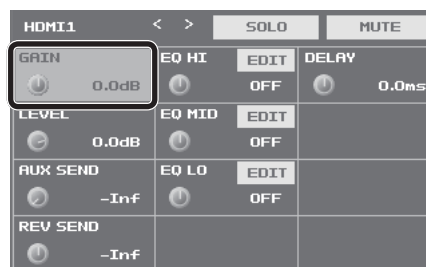 HDMI1 < > SOLO MUTE
GAIN EQ HI EDIT DELAY
0.0dB OFF 0.0ms
LEVEL EQ MID EDIT
0.0dB OFF
AUX SEND EQ LO EDIT
-Inf OFF
REV SEND
-Inf